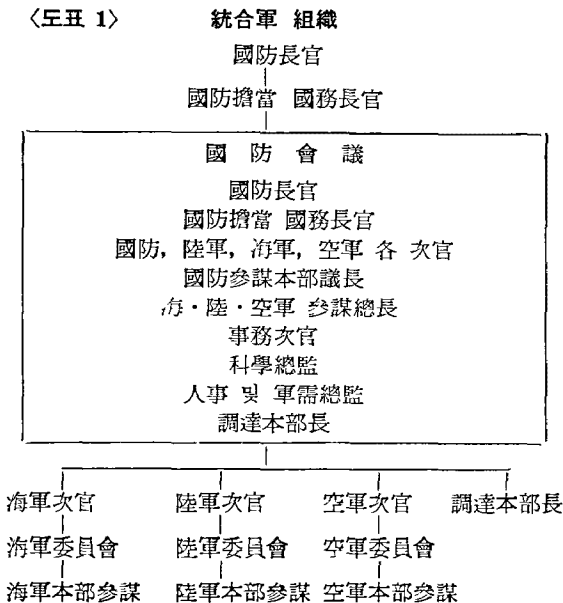 〈도표 1〉 統合軍 組織
國防長官
國防擔當 國務長官
國 防 會 議
國防長官
國防擔當 國務長官
國防, 陸軍, 海軍, 空軍 各 次官
國防參謀本部議長
海·陸·空軍 參謀總長
事務次官
科學總監
人事 및 軍需總監
調達本部長
海軍次官 陸軍次官 空軍次官 調達本部長
海軍委員會 陸軍委員會 空軍委員會
海軍本部參謀 陸軍本部參謀 空軍本部參謀